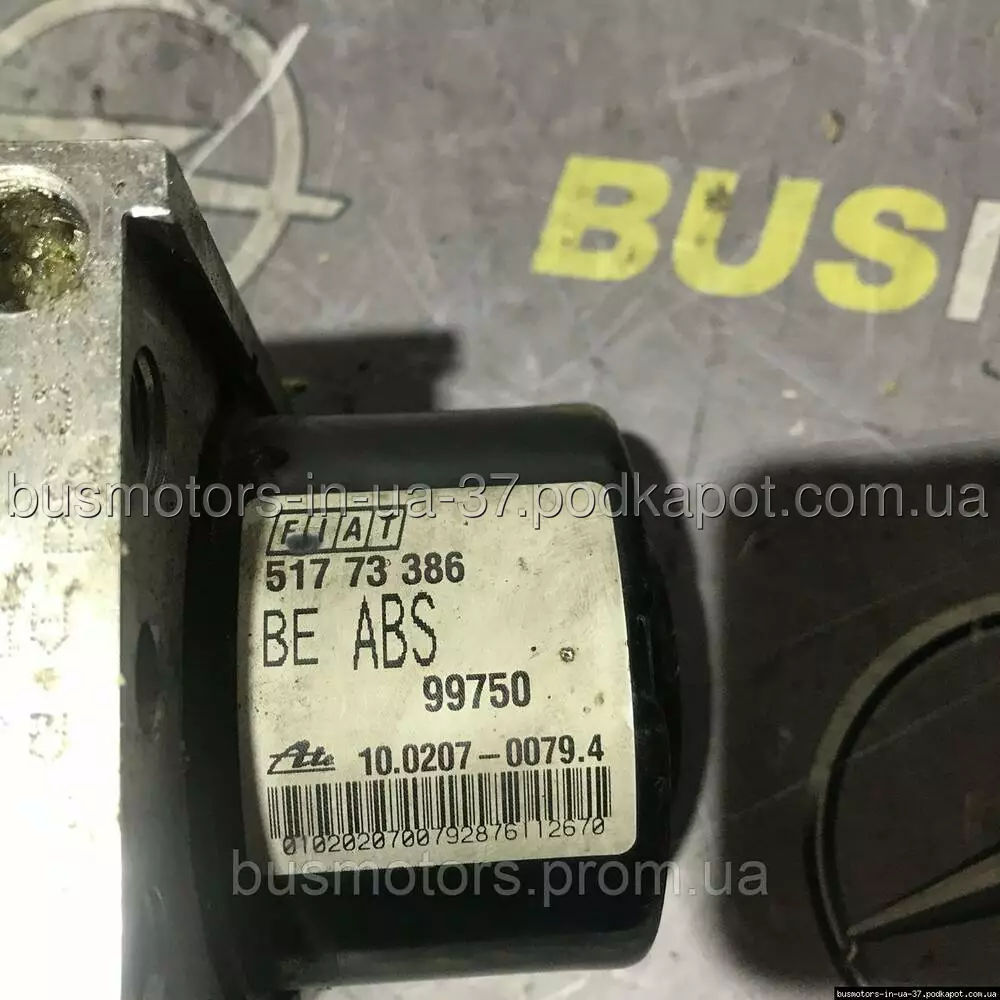 BUS
busmotors-in-ua-37.podkapot.com.ua
FIAT
517 73 386
BE ABS
99750
Ate 10.0207-0079.4
0102020700792876112670
busmotors.prom.ua
busmotors-in-ua-37.podkapot.com.ua